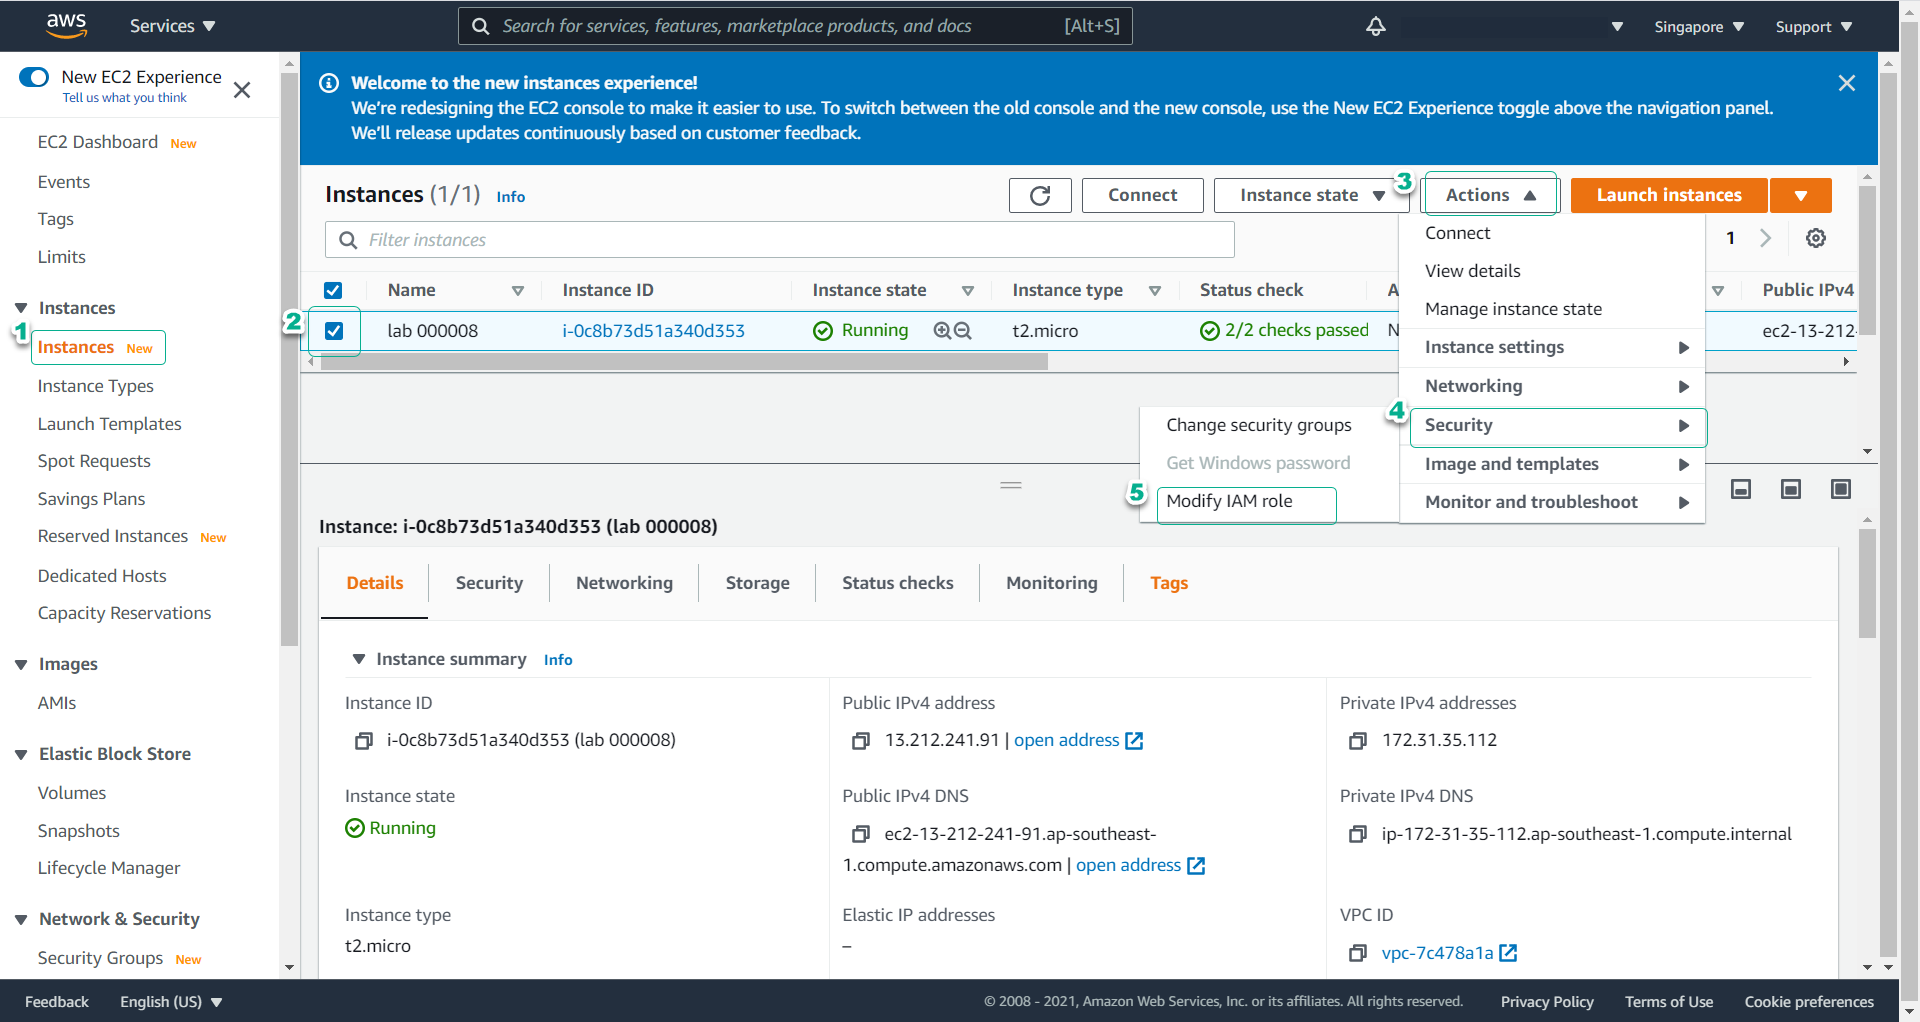 aws
Services
Search for services, features, marketplace products, and docs
[Alt+S]
Singapore
Support
New EC2 Experience
Tell us what you think
EC2 Dashboard New
Events
Tags
Limits
Instances
1
Instances New
Instance Types
Launch Templates
Spot Requests
Savings Plans
Reserved Instances New
Dedicated Hosts
Capacity Reservations
Images
AMIs
Elastic Block Store
Volumes
Snapshots
Lifecycle Manager
Network & Security
Security Groups New
Welcome to the new instances experience!
We're redesigning the EC2 console to make it easier to use. To switch between the old console and the new console, use the New EC2 Experience toggle above the navigation panel.
We'll release updates continuously based on customer feedback.
Instances (1/1) Info
Connect
Instance state
3
Actions
Launch instances
Filter instances
1
Name
Instance ID
Instance state
Instance type
Status check
A
Public IPv4
2
lab 000008
i-0c8b73d51a340d353
Running
t2.micro
2/2 checks passed
N
ec2-13-212-
Connect
View details
Manage instance state
Instance settings
Networking
4
Security
Image and templates
Monitor and troubleshoot
Change security groups
Get Windows password
5
Modify IAM role
Instance: i-0c8b73d51a340d353 (lab 000008)
Details
Security
Networking
Storage
Status checks
Monitoring
Tags
Instance summary Info
Instance ID
i-0c8b73d51a340d353 (lab 000008)
Public IPv4 address
13.212.241.91 | open address
Private IPv4 addresses
172.31.35.112
Instance state
Running
Public IPv4 DNS
ec2-13-212-241-91.ap-southeast-
1.compute.amazonaws.com | open address
Private IPv4 DNS
ip-172-31-35-112.ap-southeast-1.compute.internal
Instance type
t2.micro
Elastic IP addresses
–
VPC ID
vpc-7c478a1a
Feedback
English (US)
© 2008 - 2021, Amazon Web Services, Inc. or its affiliates. All rights reserved.
Privacy Policy
Terms of Use
Cookie preferences